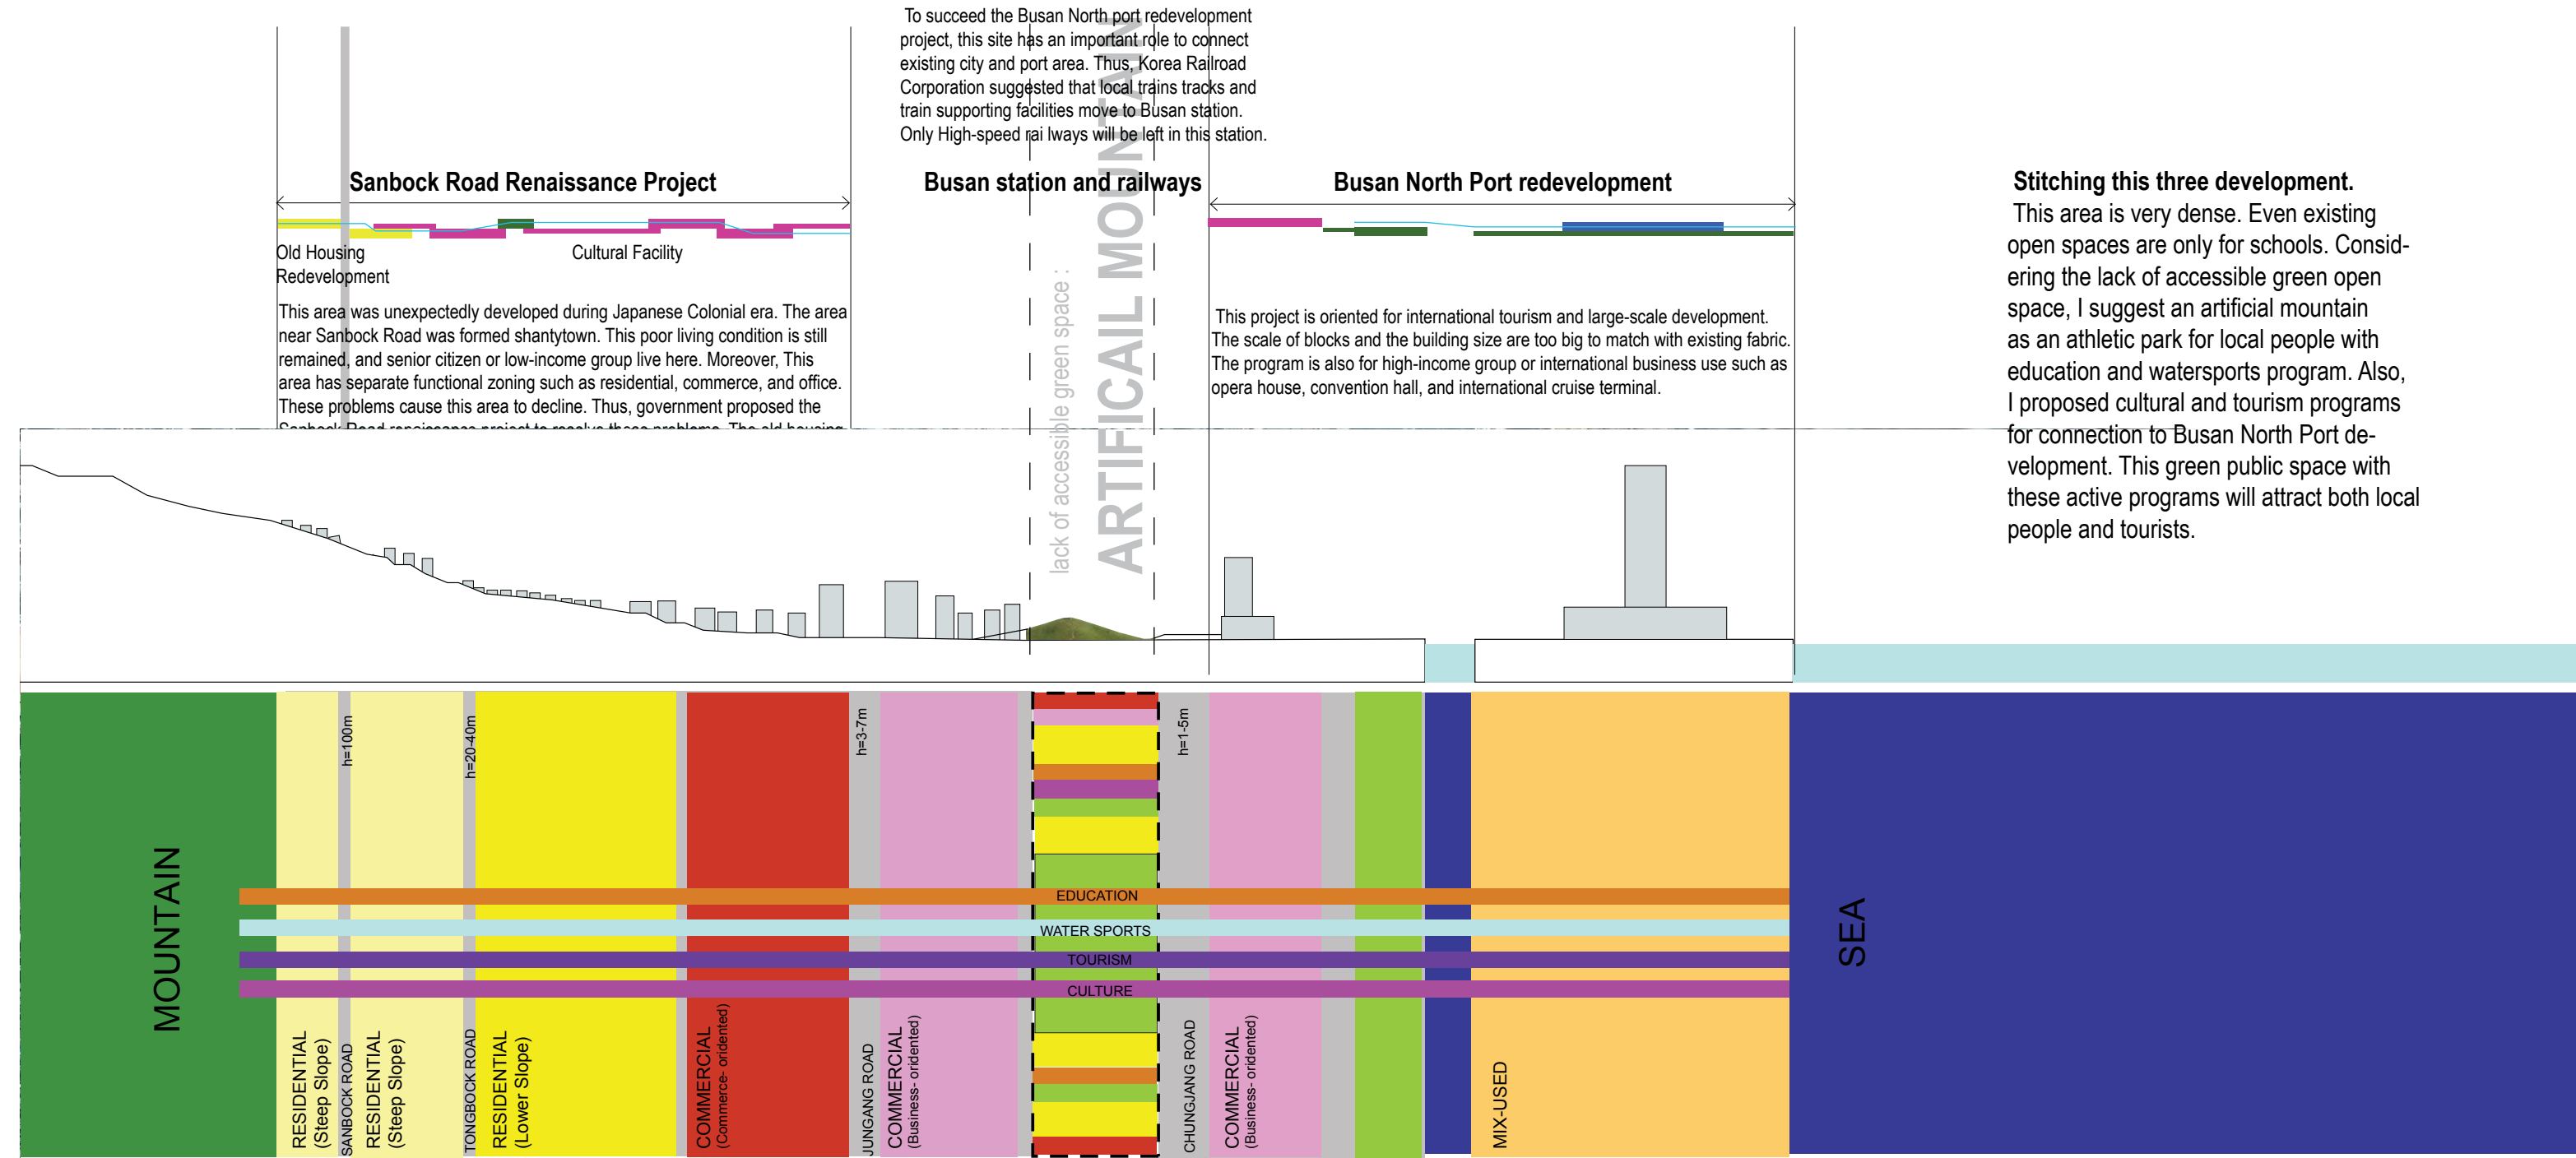 To succeed the Busan North port redevelopment
project, this site has an important role to connect
existing city and port area. Thus, Korea Railroad
Corporation suggested that local trains tracks and
train supporting facilities move to Busan station.
Only High-speed rai lways will be left in this station.
Sanbock Road Renaissance Project
Busan station and railways
Busan North Port redevelopment
Old Housing
Redevelopment
Cultural Facility
This area was unexpectedly developed during Japanese Colonial era. The area
near Sanbock Road was formed shantytown. This poor living condition is still
remained, and senior citizen or low-income group live here. Moreover, This
area has separate functional zoning such as residential, commerce, and office.
These problems cause this area to decline. Thus, government proposed the
Sanbock Road renaissance project to resolve these problems. The old housing
lack of accessible green space :
ARTIFICAIL MOUNTAIN
This project is oriented for international tourism and large-scale development.
The scale of blocks and the building size are too big to match with existing fabric.
The program is also for high-income group or international business use such as
opera house, convention hall, and international cruise terminal.
Stitching this three development.
This area is very dense. Even existing
open spaces are only for schools. Consid-
ering the lack of accessible green open
space, I suggest an artificial mountain
as an athletic park for local people with
education and watersports program. Also,
I proposed cultural and tourism programs
for connection to Busan North Port de-
velopment. This green public space with
these active programs will attract both local
people and tourists.
h=100m
h=20-40m
h=3-7m
h=1-5m
EDUCATION
WATER SPORTS
TOURISM
CULTURE
MOUNTAIN
RESIDENTIAL
(Steep Slope)
SANBOCK ROAD
RESIDENTIAL
(Steep Slope)
TONGBOCK ROAD
RESIDENTIAL
(Lower Slope)
COMMERCIAL
(Commerce- oridented)
JUNGANG ROAD
COMMERCIAL
(Business- oridented)
CHUNGJANG ROAD
COMMERCIAL
(Business- oridented)
MIX-USED
SEA